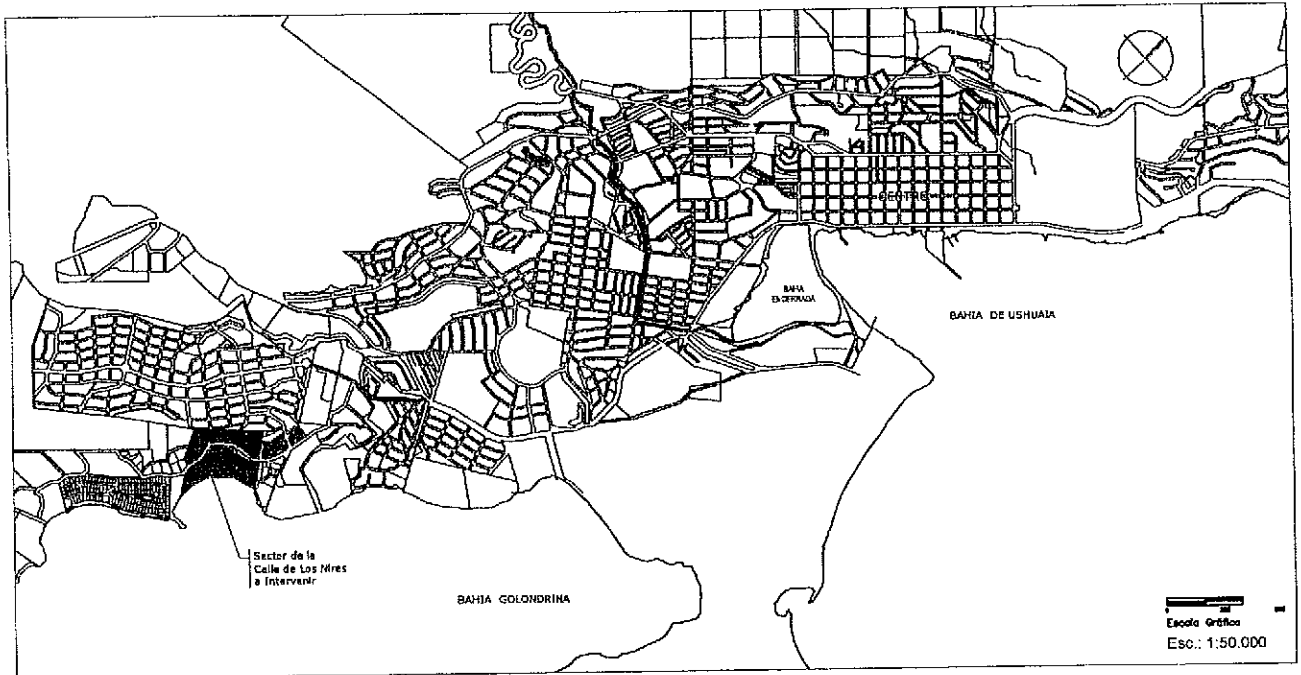 CENTRO
BAHIA
ENCERRADA
BAHIA DE USHUAIA
Sector de la
Calle de Los Nires
a Intervenir
BAHIA GOLONDRINA
0
Escala Gráfica
Esc.: 1:50.000